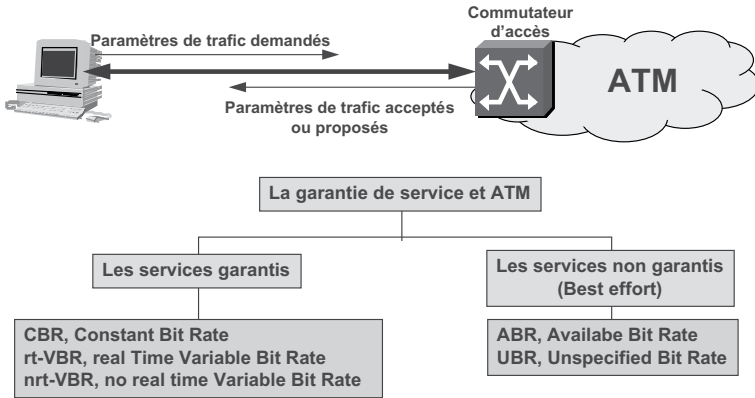 Commutateur
d'accès
Paramètres de trafic demandés
ATM
Paramètres de trafic acceptés
ou proposés
La garantie de service et ATM
Les services garantis
Les services non garantis
(Best effort)
CBR, Constant Bit Rate
rt-VBR, real Time Variable Bit Rate
nrt-VBR, no real time Variable Bit Rate
ABR, Availabe Bit Rate
UBR, Unspecified Bit Rate